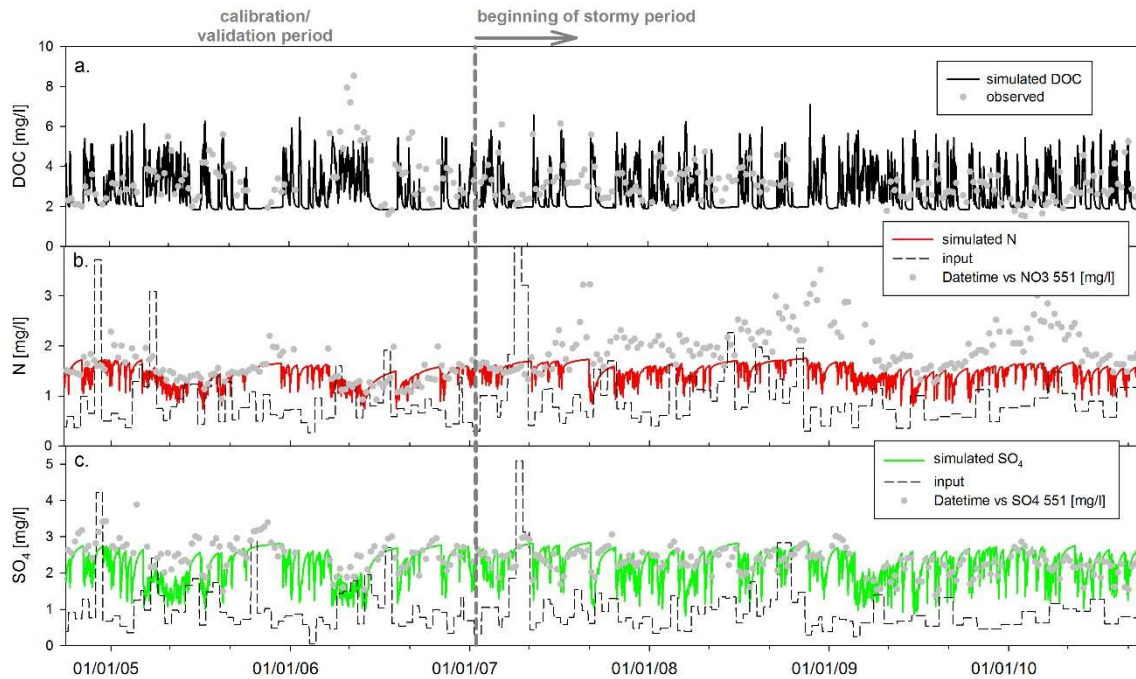 calibration/
validation period
beginning of stormy period
a.
10
8
6
4
2
0
DOC [mg/l]
simulated DOC
observed
b.
3
2
1
0
N [mg/l]
simulated N
input
Datetime vs NO3 551 [mg/l]
c.
5
4
3
2
1
0
SO4 [mg/l]
simulated SO4
input
Datetime vs SO4 551 [mg/l]
01/01/05 01/01/06 01/01/07 01/01/08 01/01/09 01/01/10